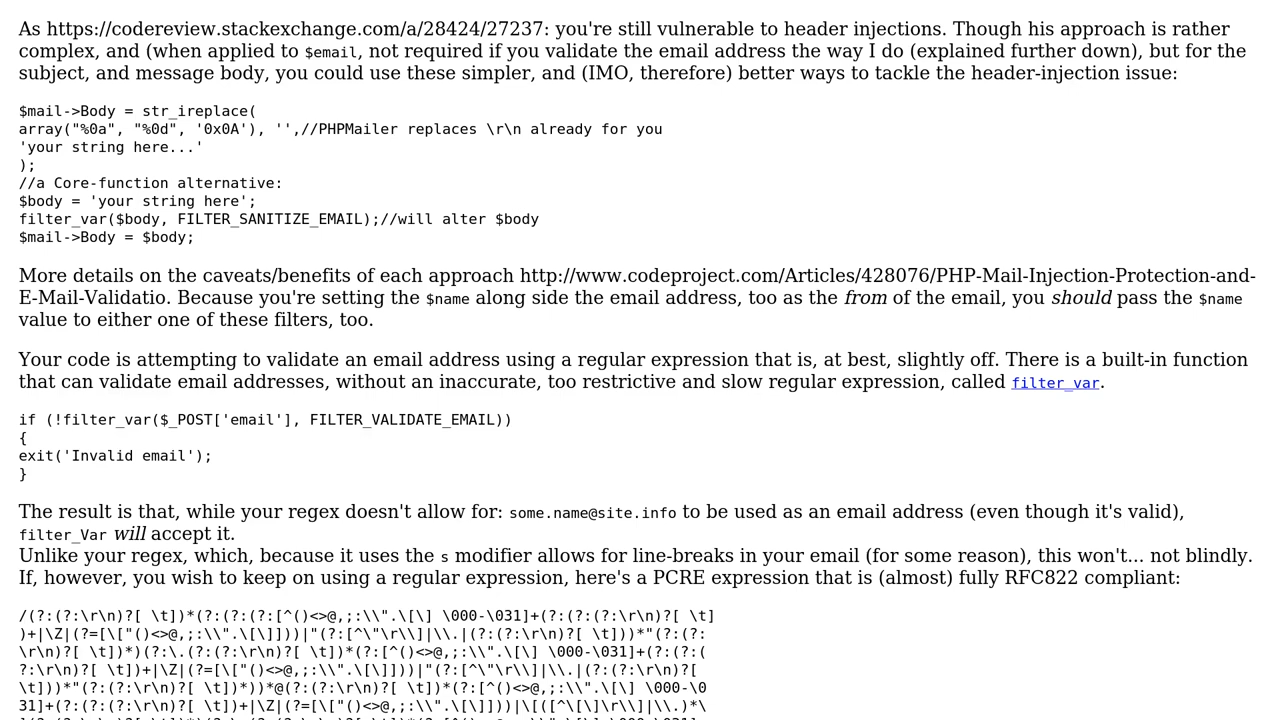 As https://codereview.stackexchange.com/a/28424/27237: you're still vulnerable to header injections. Though his approach is rather
complex, and (when applied to $email, not required if you validate the email address the way I do (explained further down), but for the
subject, and message body, you could use these simpler, and (IMO, therefore) better ways to tackle the header-injection issue:
$mail->Body = str_ireplace(
array("%0a", "%0d", '0x0A'), '',//PHPMailer replaces \r\n already for you
'your string here...'
);
//a Core-function alternative:
$body = 'your string here';
filter_var($body, FILTER_SANITIZE_EMAIL);//will alter $body
$mail->Body = $body;
More details on the caveats/benefits of each approach http://www.codeproject.com/Articles/428076/PHP-Mail-Injection-Protection-and-
E-Mail-Validatio. Because you're setting the $name along side the email address, too as the from of the email, you should pass the $name
value to either one of these filters, too.
Your code is attempting to validate an email address using a regular expression that is, at best, slightly off. There is a built-in function
that can validate email addresses, without an inaccurate, too restrictive and slow regular expression, called filter_var.
if (!filter_var($_POST['email'], FILTER_VALIDATE_EMAIL))
{
exit('Invalid email');
}
The result is that, while your regex doesn't allow for: some.name@site.info to be used as an email address (even though it's valid),
filter_Var will accept it.
Unlike your regex, which, because it uses the s modifier allows for line-breaks in your email (for some reason), this won't... not blindly.
If, however, you wish to keep on using a regular expression, here's a PCRE expression that is (almost) fully RFC822 compliant:
/(?:(?:\r\n)?[ \t])*(?:(?:(?:[^()<>@,;:\\".\[\] \000-\031]+(?:(?:(?:\r\n)?[ \t]
)+|\Z|(?=[\["()<>@,;:\\".\[\]]))|"(?:[^\"\r\\]|\\.|(?:(?:\r\n)?[ \t]))*"(?:(?:
\r\n)?[ \t])*)(?:\.(?:(?:\r\n)?[ \t])*(?:[^()<>@,;:\\".\[\] \000-\031]+(?:(?:(
?:\r\n)?[ \t])+|\Z|(?=[\["()<>@,;:\\".\[\]]))|"(?:[^\"\r\\]|\\.|(?:(?:\r\n)?[
\t]))*"(?:(?:\r\n)?[ \t])*))*@(?:(?:\r\n)?[ \t])*(?:[^()<>@,;:\\".\[\] \000-\0
31]+(?:(?:(?:\r\n)?[ \t])+|\Z|(?=[\["()<>@,;:\\".\[\]]))|\[([^\[\]\r\\]|\\.)*\